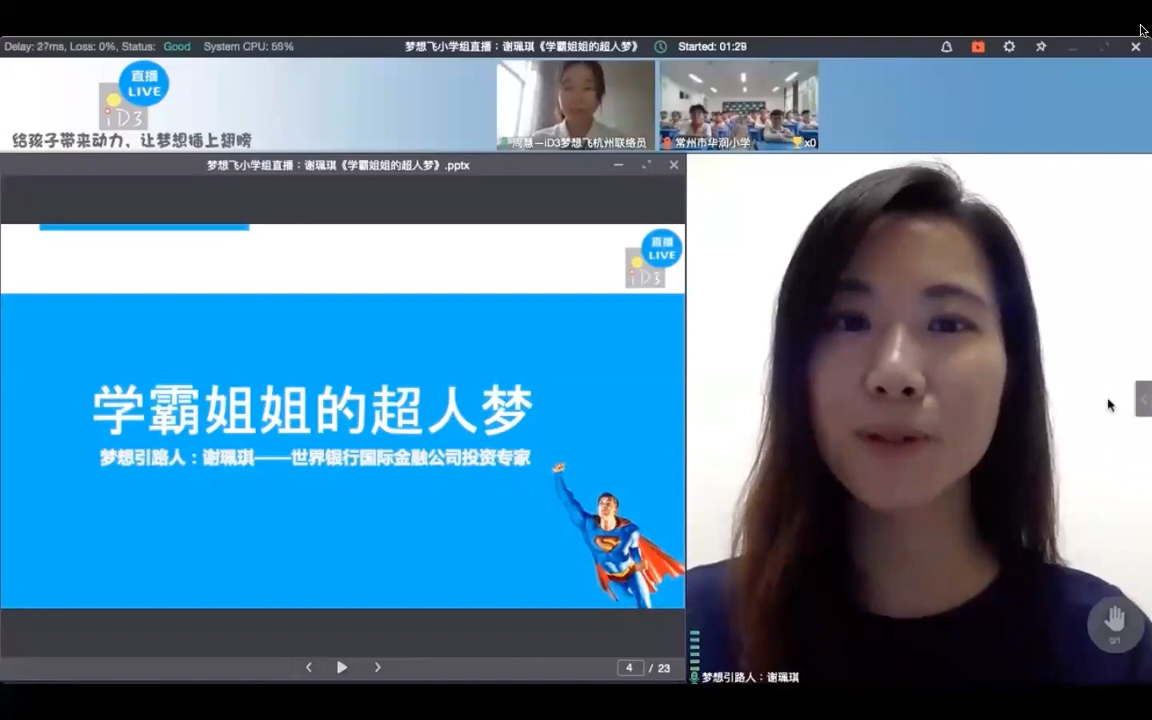 Delay: 27ms, Loss: 0%, Status: Good System CPU: 59%
梦想飞小学组直播：谢珮琪《学霸姐姐的超人梦》
Started: 01:29
直播
LIVE
iD3
给孩子带来动力，让梦想插上翅膀
周慧—iD3梦想飞杭州联络员
常州市华润小学
x0
梦想飞小学组直播：谢珮琪《学霸姐姐的超人梦》.pptx
直播
LIVE
iD3
学霸姐姐的超人梦
梦想引路人：谢珮琪——世界银行国际金融公司投资专家
4 / 23
0/1
梦想引路人：谢珮琪